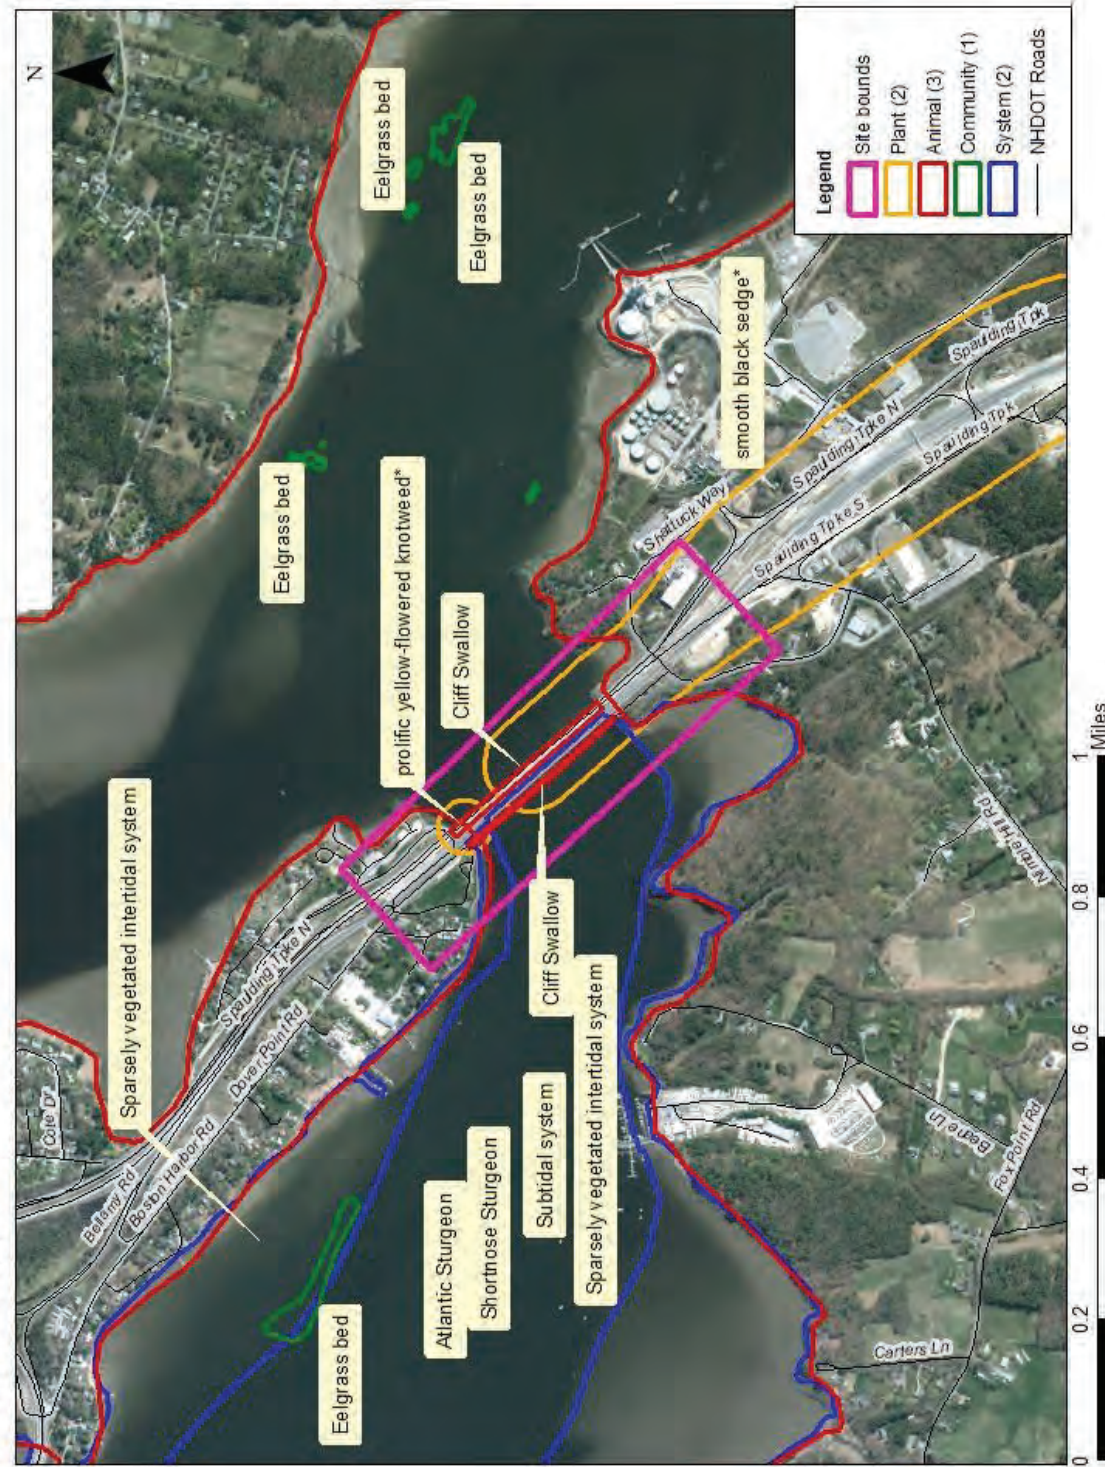 N
Eelgrass bed
Eelgrass bed
Eelgrass bed
Sparsely vegetated intertidal system
prolific yellow-flowered knotweed*
Cliff Swallow
smooth black sedge*
Cole Dr
Bellamy Rd
Boston Harbor Rd
Spaulding Tpke N
Dover Point Rd
Shattuck Way
Spaulding Tpke N
Spaulding Tpk
Spaulding Tpke S
Spaulding Tpk
Eelgrass bed
Atlantic Sturgeon
Shortnose Sturgeon
Subtidal system
Sparsely vegetated intertidal system
Cliff Swallow
Nimble Hill Rd
Beane Ln
Fox Point Rd
Carters Ln
Legend
Site bounds
Plant (2)
Animal (3)
Community (1)
System (2)
NHDOT Roads
0 0.2 0.4 0.6 0.8 1
Miles